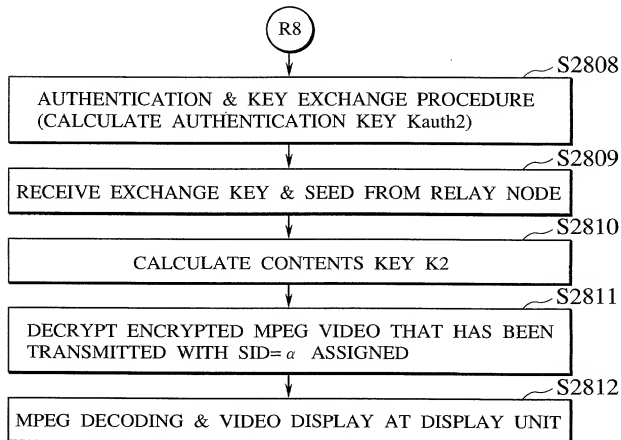 R8
S2808
AUTHENTICATION & KEY EXCHANGE PROCEDURE
(CALCULATE AUTHENTICATION KEY Kauth2)
S2809
RECEIVE EXCHANGE KEY & SEED FROM RELAY NODE
S2810
CALCULATE CONTENTS KEY K2
S2811
DECRYPT ENCRYPTED MPEG VIDEO THAT HAS BEEN
TRANSMITTED WITH SID=α ASSIGNED
S2812
MPEG DECODING & VIDEO DISPLAY AT DISPLAY UNIT